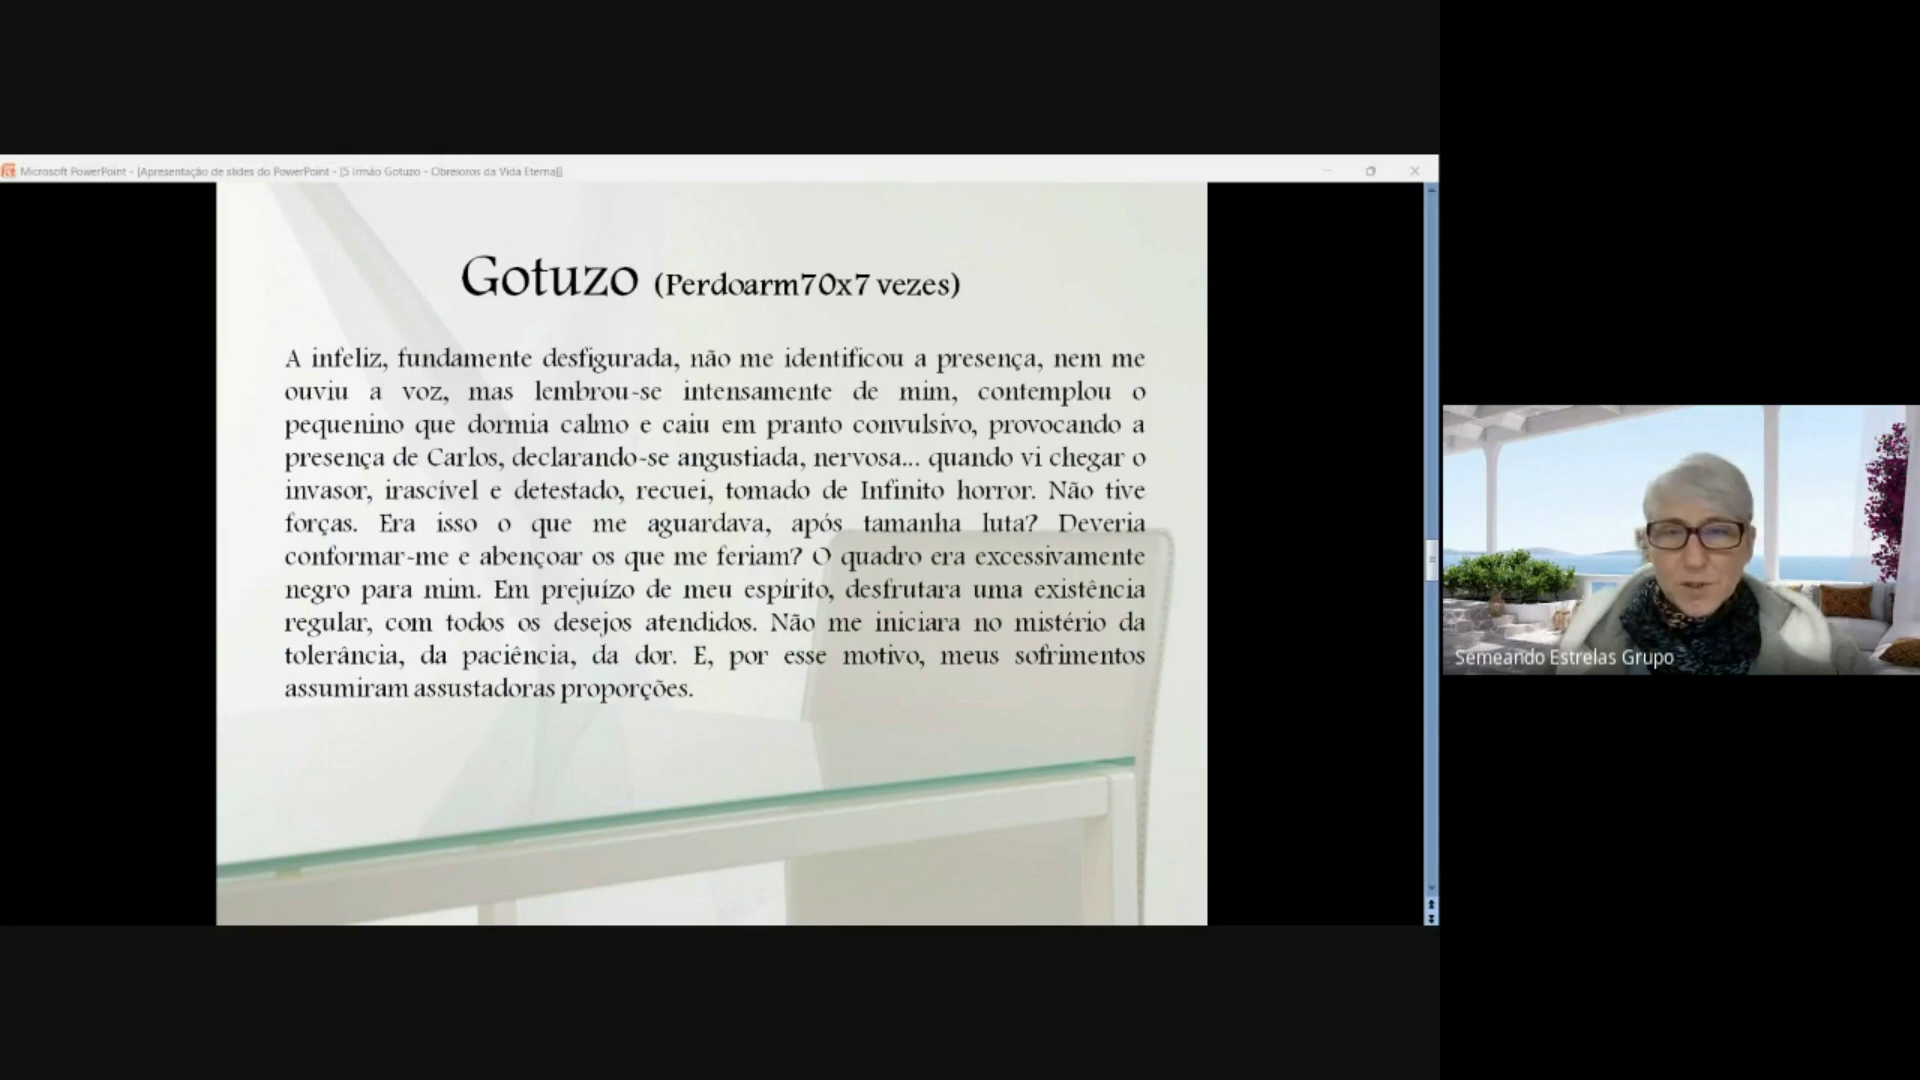 Microsoft PowerPoint - [Apresentação de slides do PowerPoint - [5 Irmão Gotuzo - Obreioros da Vida Eterna]]
Gotuzo (Perdoarm70x7 vezes)
A infeliz, fundamente desfigurada, não me identificou a presença, nem me
ouviu a voz, mas lembrou-se intensamente de mim, contemplou o
pequenino que dormia calmo e caiu em pranto convulsivo, provocando a
presença de Carlos, declarando-se angustiada, nervosa... quando vi chegar o
invasor, irascível e detestado, recuei, tomado de Infinito horror. Não tive
forças. Era isso o que me aguardava, após tamanha luta? Deveria
conformar-me e abençoar os que me feriam? O quadro era excessivamente
negro para mim. Em prejuízo de meu espírito, desfrutara uma existência
regular, com todos os desejos atendidos. Não me iniciara no mistério da
tolerância, da paciência, da dor. E, por esse motivo, meus sofrimentos
assumiram assustadoras proporções.
Semeando Estrelas Grupo